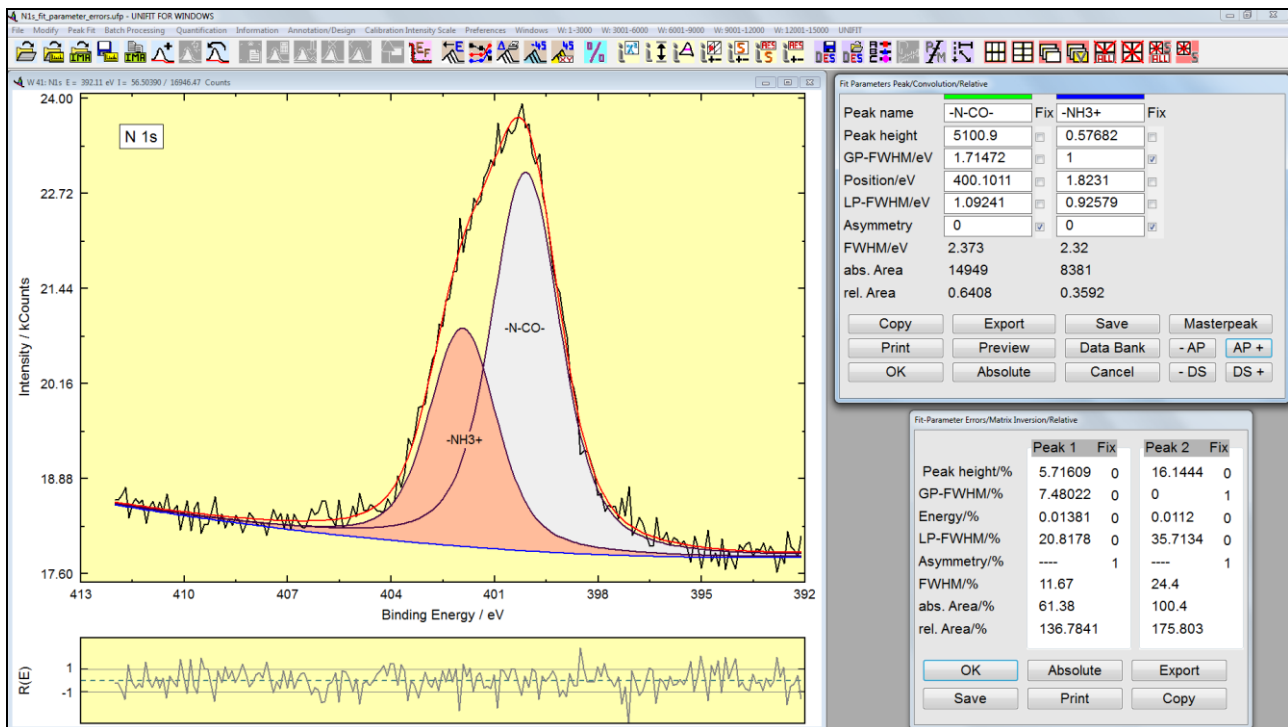 N1s_fit_parameter_errors.ufp - UNIFIT FOR WINDOWS
File Modify Peak Fit Batch Processing Quantification Information Annotation/Design Calibration Intensity Scale Preferences Windows W: 1-3000 W: 3001-6000 W: 6001-9000 W: 9001-12000 W: 12001-15000 UNIFIT
W 41: N1s E = 392.11 eV I = 56.50390 / 16946.47 Counts
24.00
N 1s
22.72
21.44
20.16
18.88
17.60
Intensity / kCounts
-N-CO-
-NH3+
413 410 407 404 401 398 395 392
Binding Energy / eV
R(E)
1
-1
Fit Parameters Peak/Convolution/Relative
Peak name -N-CO- Fix -NH3+ Fix
Peak height 5100.9 0.57682
GP-FWHM/eV 1.71472 1
Position/eV 400.1011 1.8231
LP-FWHM/eV 1.09241 0.92579
Asymmetry 0 0
FWHM/eV 2.373 2.32
abs. Area 14949 8381
rel. Area 0.6408 0.3592
Copy Export Save Masterpeak
Print Preview Data Bank - AP AP +
OK Absolute Cancel - DS DS +
Fit-Parameter Errors/Matrix Inversion/Relative
Peak 1 Fix Peak 2 Fix
Peak height/% 5.71609 0 16.1444 0
GP-FWHM/% 7.48022 0 0 1
Energy/% 0.01381 0 0.0112 0
LP-FWHM/% 20.8178 0 35.7134 0
Asymmetry/% ---- 1 ---- 1
FWHM/% 11.67 24.4
abs. Area/% 61.38 100.4
rel. Area/% 136.7841 175.803
OK Absolute Export
Save Print Copy